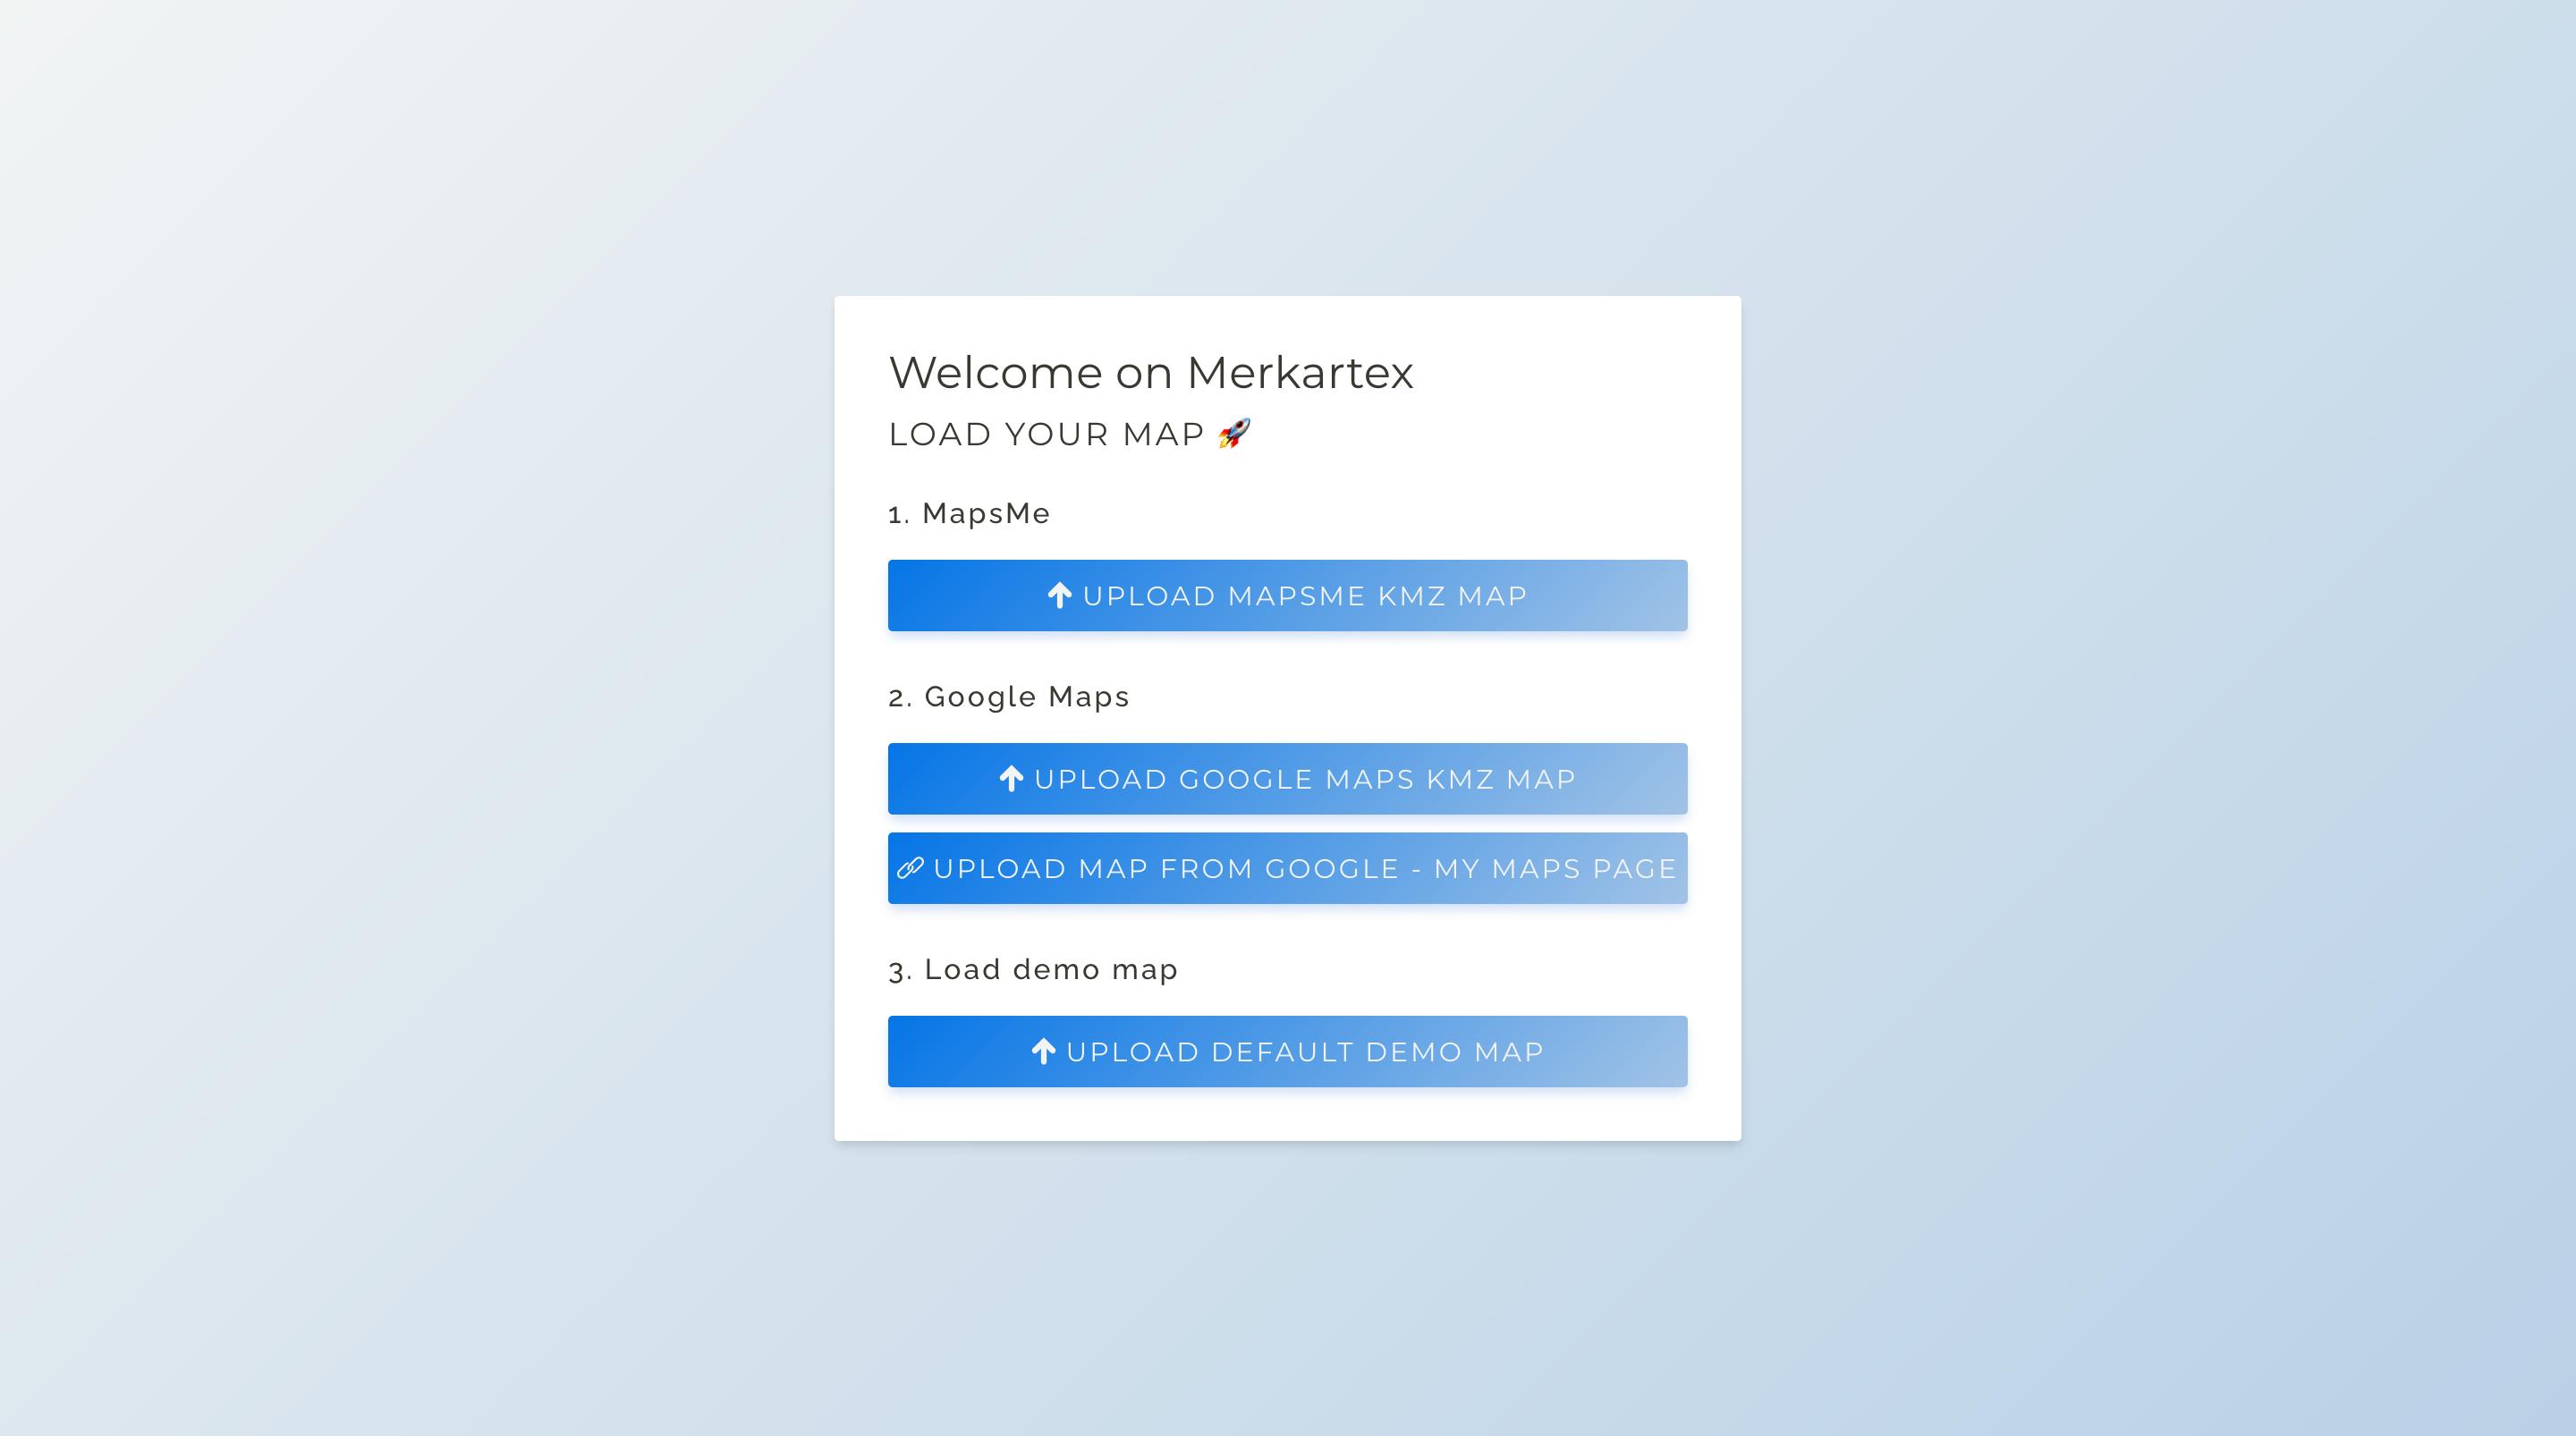 Welcome on Merkartex
LOAD YOUR MAP 🚀
1. MapsMe
UPLOAD MAPSME KMZ MAP
2. Google Maps
UPLOAD GOOGLE MAPS KMZ MAP
UPLOAD MAP FROM GOOGLE - MY MAPS PAGE
3. Load demo map
UPLOAD DEFAULT DEMO MAP